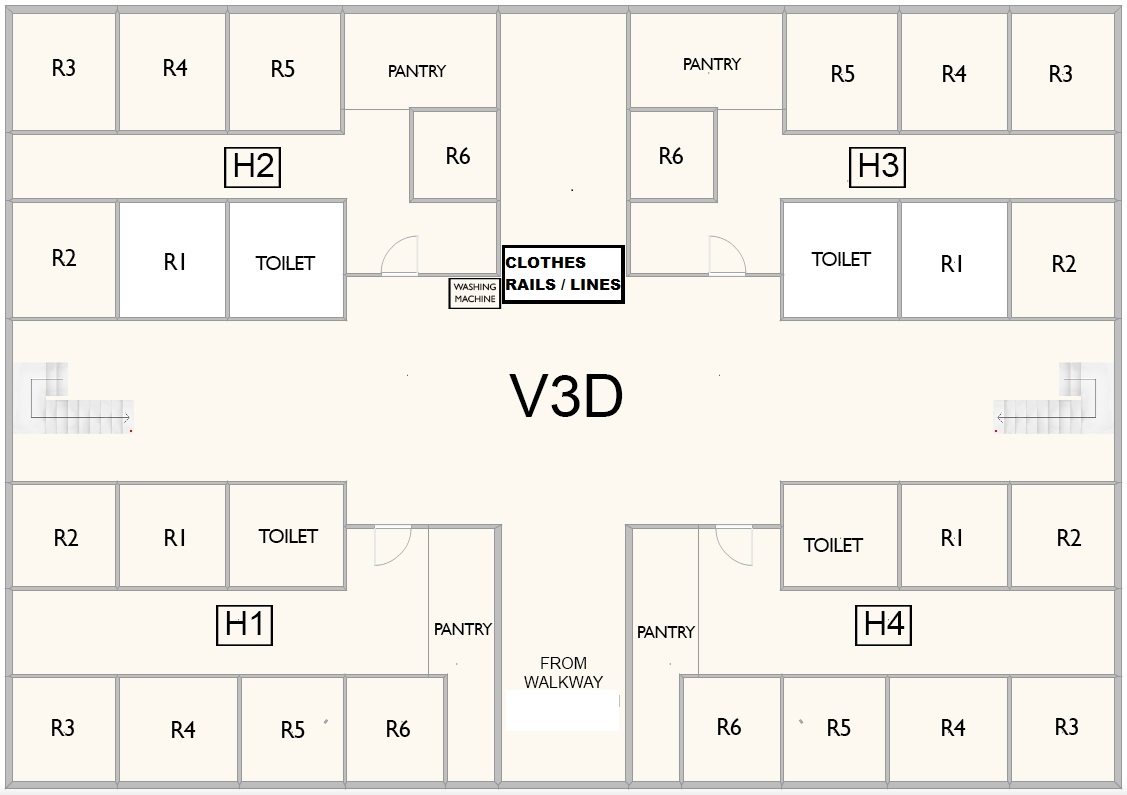 R3
R4
R5
PANTRY
PANTRY
R5
R4
R3
R6
R6
H2
H3
R2
R1
TOILET
TOILET
R1
R2
CLOTHES
RAILS / LINES
WASHING
MACHINE
V3D
R2
R1
TOILET
TOILET
R1
R2
H1
PANTRY
PANTRY
H4
FROM
WALKWAY
R3
R4
R5
R6
R6
R5
R4
R3